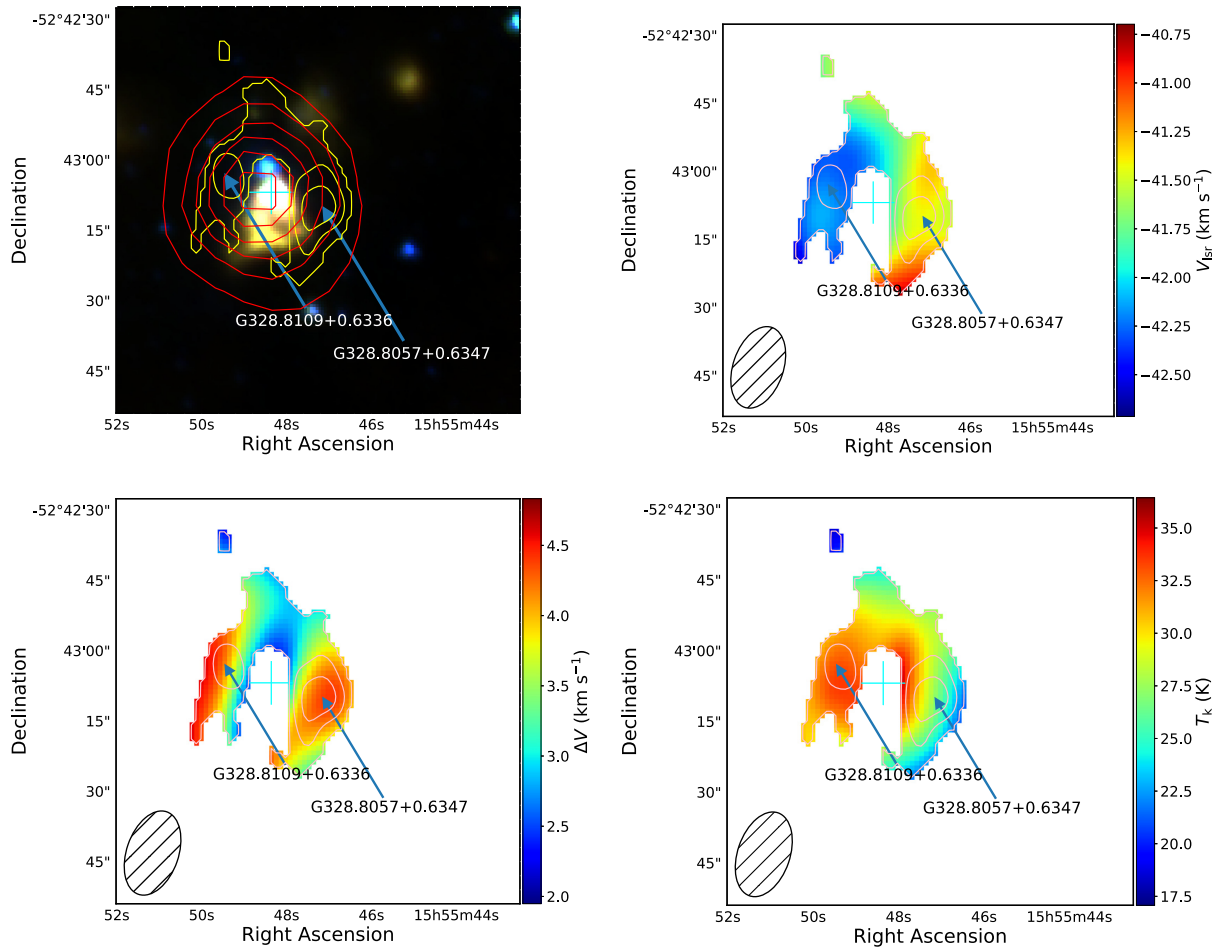 -52°42'30"
45"
43'00"
15"
30"
45"
Declination
52s 50s 48s 46s 15h55m44s
Right Ascension
G328.8109+0.6336
G328.8057+0.6347
-52°42'30"
45"
43'00"
15"
30"
45"
Declination
52s 50s 48s 46s 15h55m44s
Right Ascension
G328.8109+0.6336
G328.8057+0.6347
−40.75
−41.00
−41.25
−41.50
−41.75
−42.00
−42.25
−42.50
Vlsr (km s⁻¹)
-52°42'30"
45"
43'00"
15"
30"
45"
Declination
52s 50s 48s 46s 15h55m44s
Right Ascension
G328.8109+0.6336
G328.8057+0.6347
4.5
4.0
3.5
3.0
2.5
2.0
ΔV (km s⁻¹)
-52°42'30"
45"
43'00"
15"
30"
45"
Declination
52s 50s 48s 46s 15h55m44s
Right Ascension
G328.8109+0.6336
G328.8057+0.6347
35.0
32.5
30.0
27.5
25.0
22.5
20.0
17.5
Tk (K)